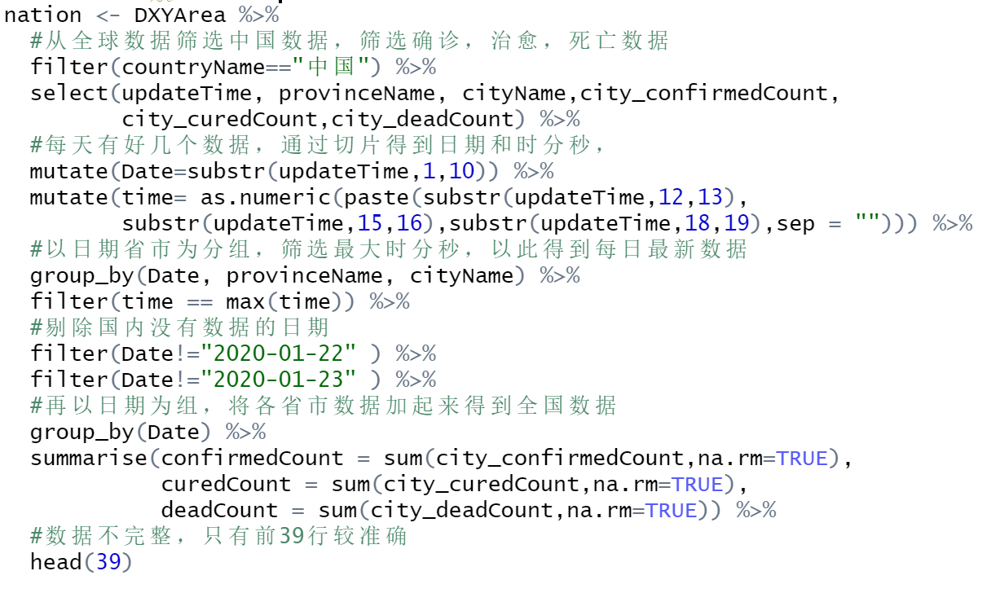 nation <- DXYArea %>%
  #从全球数据筛选中国数据，筛选确诊，治愈，死亡数据
  filter(countryName=="中国") %>%
  select(updateTime, provinceName, cityName,city_confirmedCount,
         city_curedCount,city_deadCount) %>%
  #每天有好几个数据，通过切片得到日期和时分秒，
  mutate(Date=substr(updateTime,1,10)) %>%
  mutate(time= as.numeric(paste(substr(updateTime,12,13),
         substr(updateTime,15,16),substr(updateTime,18,19),sep = ""))) %>%
  #以日期省市为分组，筛选最大时分秒，以此得到每日最新数据
  group_by(Date, provinceName, cityName) %>%
  filter(time == max(time)) %>%
  #剔除国内没有数据的日期
  filter(Date!="2020-01-22" ) %>%
  filter(Date!="2020-01-23" ) %>%
  #再以日期为组，将各省市数据加起来得到全国数据
  group_by(Date) %>%
  summarise(confirmedCount = sum(city_confirmedCount,na.rm=TRUE),
            curedCount = sum(city_curedCount,na.rm=TRUE),
            deadCount = sum(city_deadCount,na.rm=TRUE)) %>%
  #数据不完整，只有前39行较准确
  head(39)